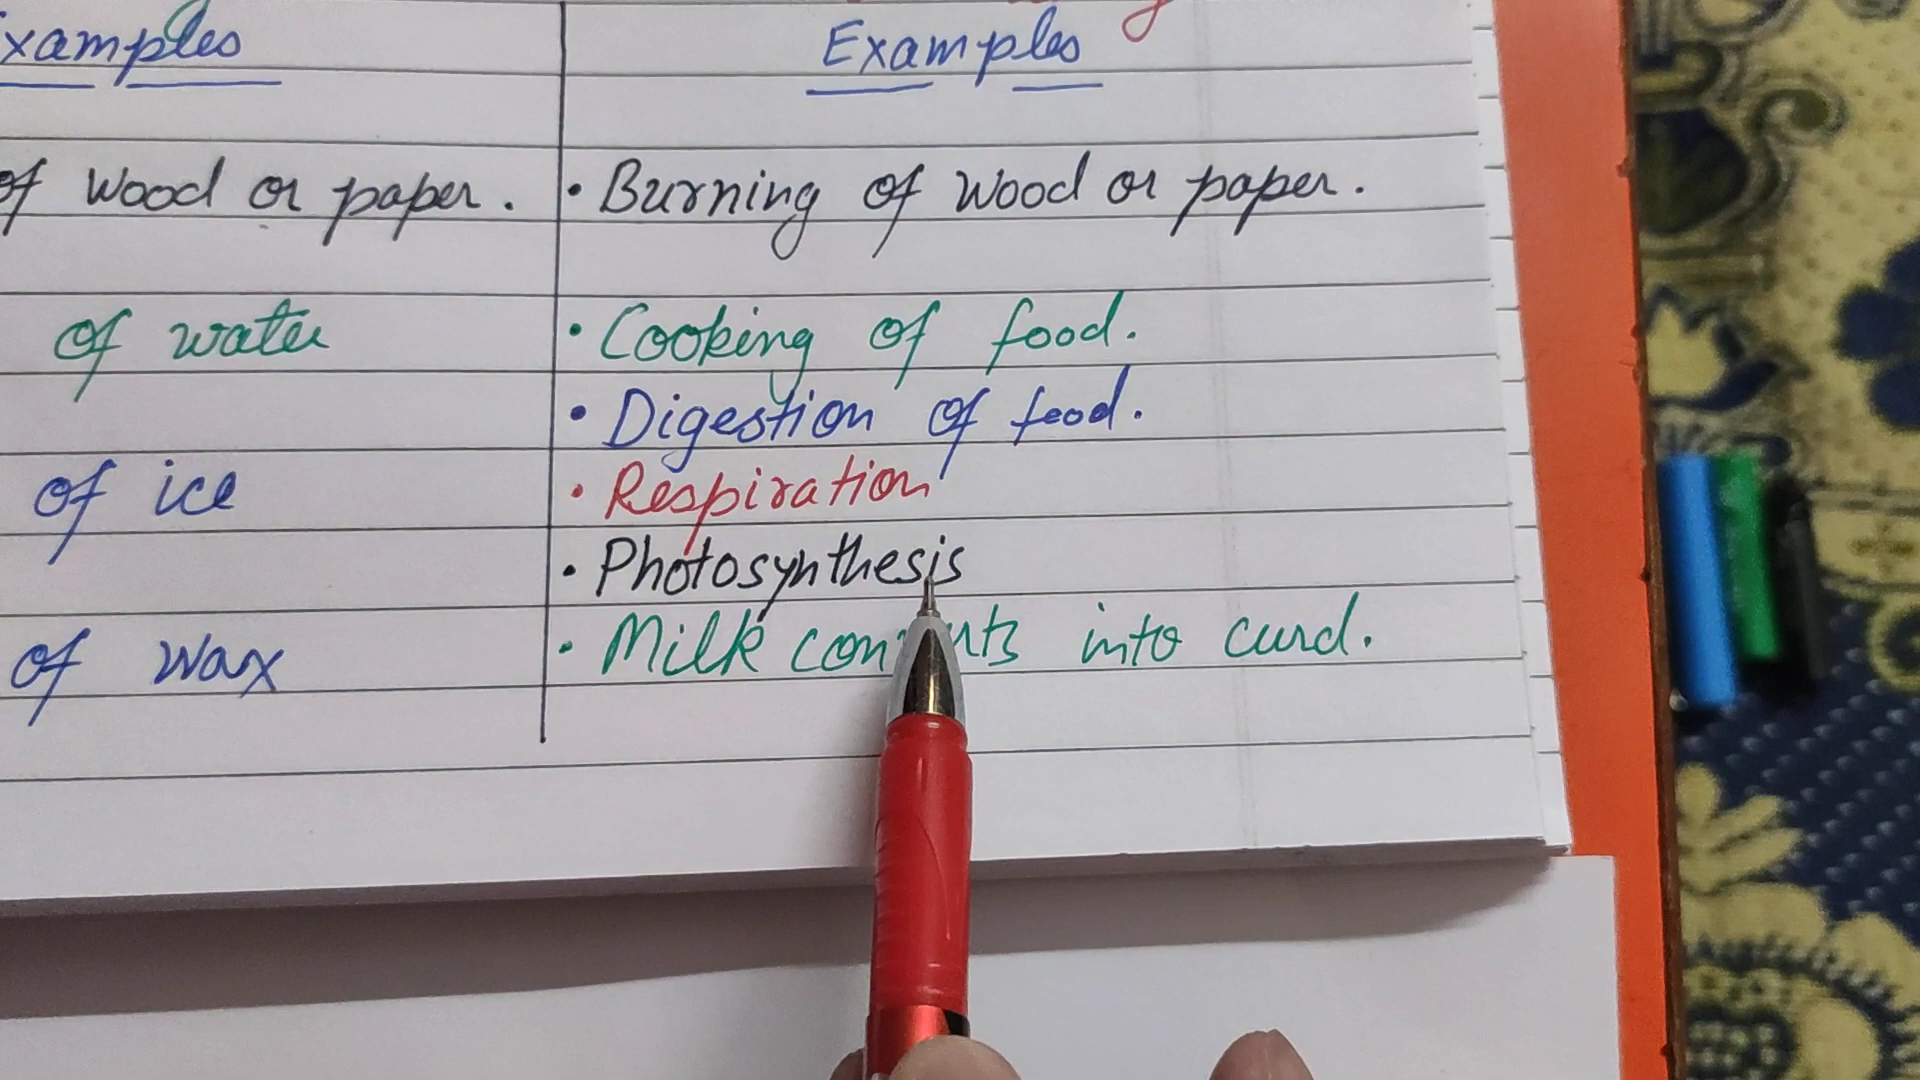 xamples
of Wood or paper.
of water
of ice
of wax
Examples
• Burning of Wood or paper.
• Cooking of food.
• Digestion of food.
• Respiration
• Photosynthesis
• Milk into curd.